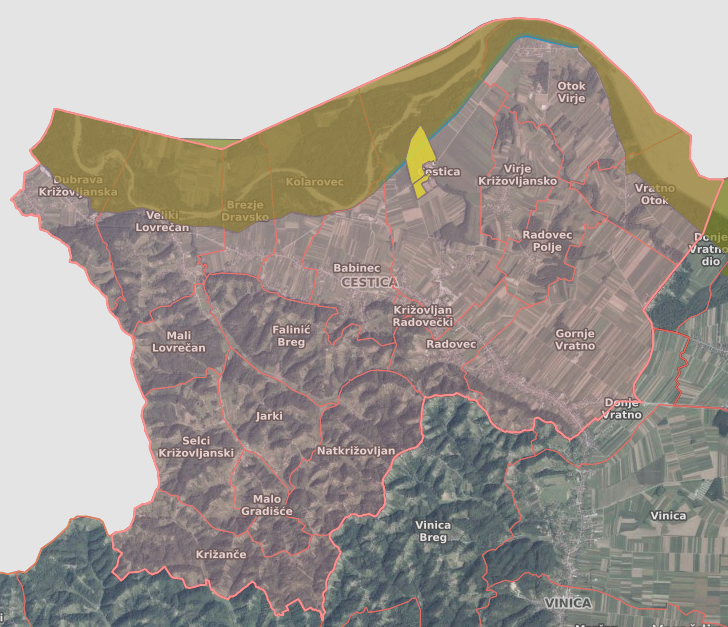 Otok
Virje
Dubrava
Križovljanska
Kolarovec
estica
Virje
Križovljansko
Vratno
Otok
Veliki
Lovrečan
Brezje
Dravsko
Radovec
Polje
Donje
Vratno
dio
Babinec
CESTICA
Križovljan
Radovečki
Mali
Lovrečan
Falinić
Breg
Radovec
Gornje
Vratno
Jarki
Donje
Vratno
Selci
Križovljanski
Natkrižovljan
Malo
Gradišće
Vinica
Breg
Vinica
Križanče
VINICA